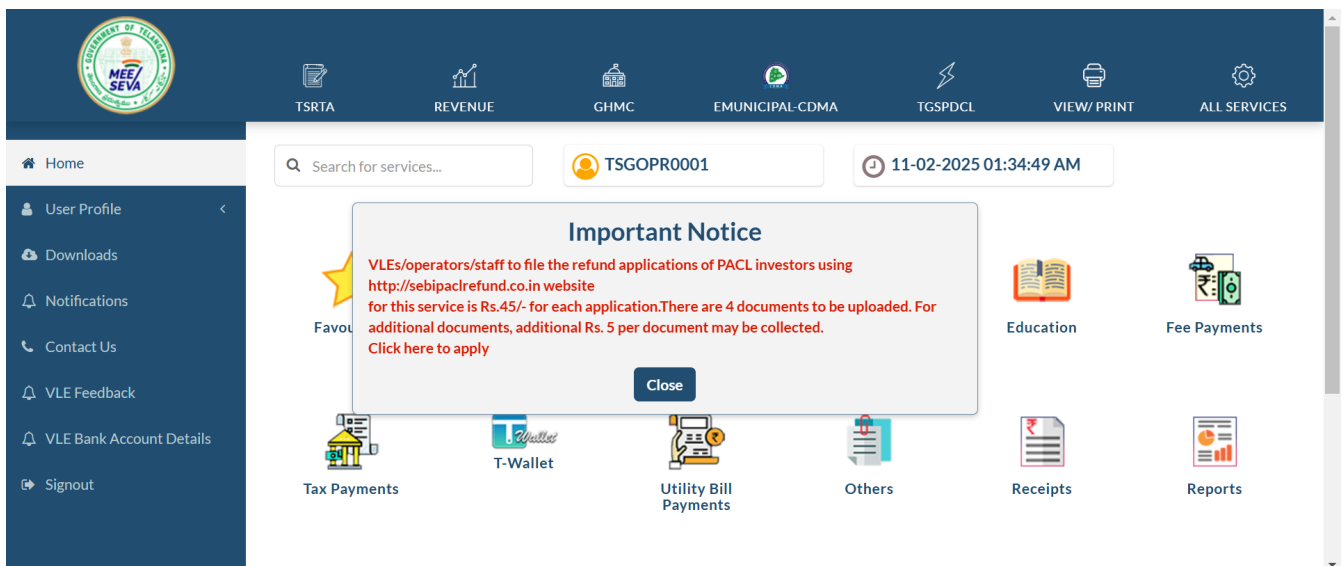 GOVERNMENT OF TELANGANA
MEE
SEVA
TSRTA
REVENUE
GHMC
EMUNICIPAL-CDMA
TGSPDCL
VIEW/ PRINT
ALL SERVICES
Home
Search for services...
TSGOPR0001
11-02-2025 01:34:49 AM
User Profile
Downloads
Notifications
Contact Us
VLE Feedback
VLE Bank Account Details
Signout
Important Notice
VLEs/operators/staff to file the refund applications of PACL investors using
http://sebipaclrefund.co.in website
for this service is Rs.45/- for each application.There are 4 documents to be uploaded. For
additional documents, additional Rs. 5 per document may be collected.
Click here to apply
Close
Favou
Education
Fee Payments
Tax Payments
T-Wallet
T-Wallet
Utility Bill
Payments
Others
Receipts
Reports